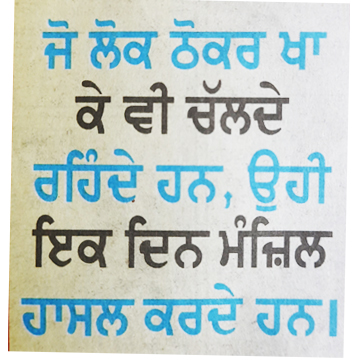 ਜੋ ਲੋਕ ਠੋਕਰ ਖਾ
ਕੇ ਵੀ ਚੱਲਦੇ
ਰਹਿੰਦੇ ਹਨ, ਉਹੀ
ਇਕ ਦਿਨ ਮੰਜ਼ਿਲ
ਹਾਸਲ ਕਰਦੇ ਹਨ।